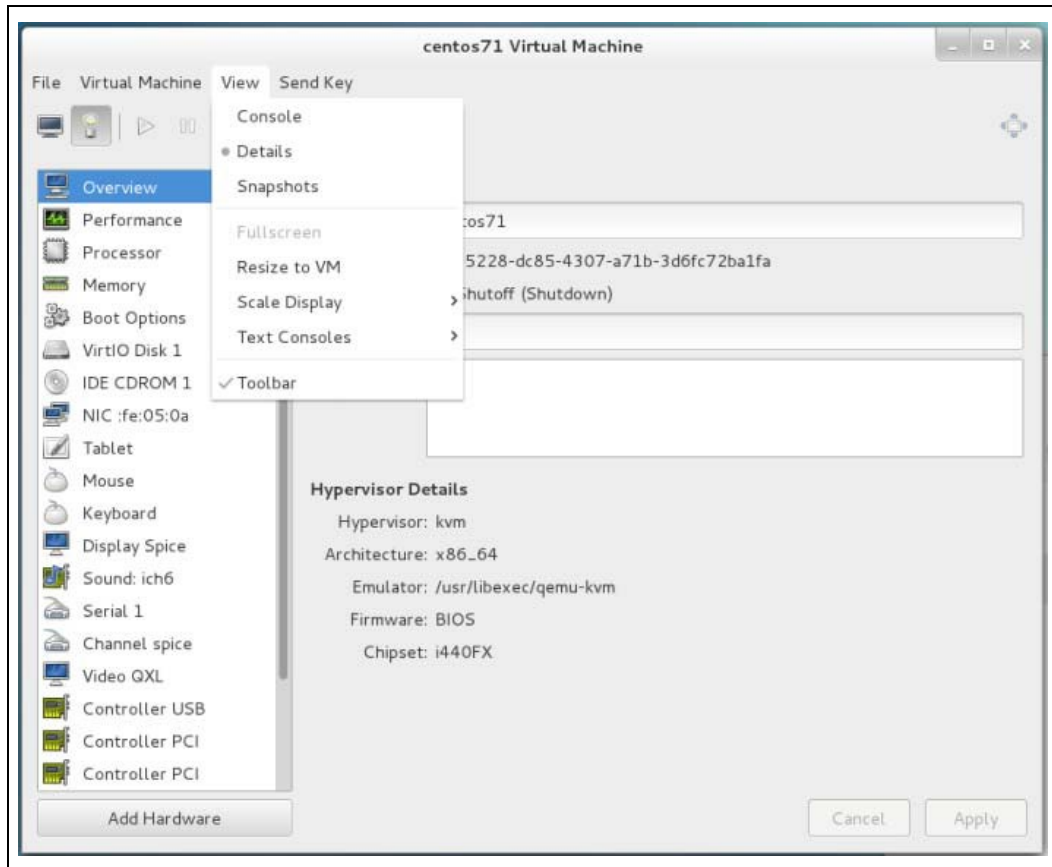 centos71 Virtual Machine
File Virtual Machine View Send Key
Console
Details
Snapshots
Fullscreen
Resize to VM
Scale Display
Text Consoles
Toolbar
Overview
Performance
Processor
Memory
Boot Options
VirtIO Disk 1
IDE CDROM 1
NIC :fe:05:0a
Tablet
Mouse
Keyboard
Display Spice
Sound: ich6
Serial 1
Channel spice
Video QXL
Controller USB
Controller PCI
Controller PCI
Add Hardware
tos71
5228-dc85-4307-a71b-3d6fc72ba1fa
Shutoff (Shutdown)
Hypervisor Details
Hypervisor: kvm
Architecture: x86_64
Emulator: /usr/libexec/qemu-kvm
Firmware: BIOS
Chipset: i440FX
Cancel Apply